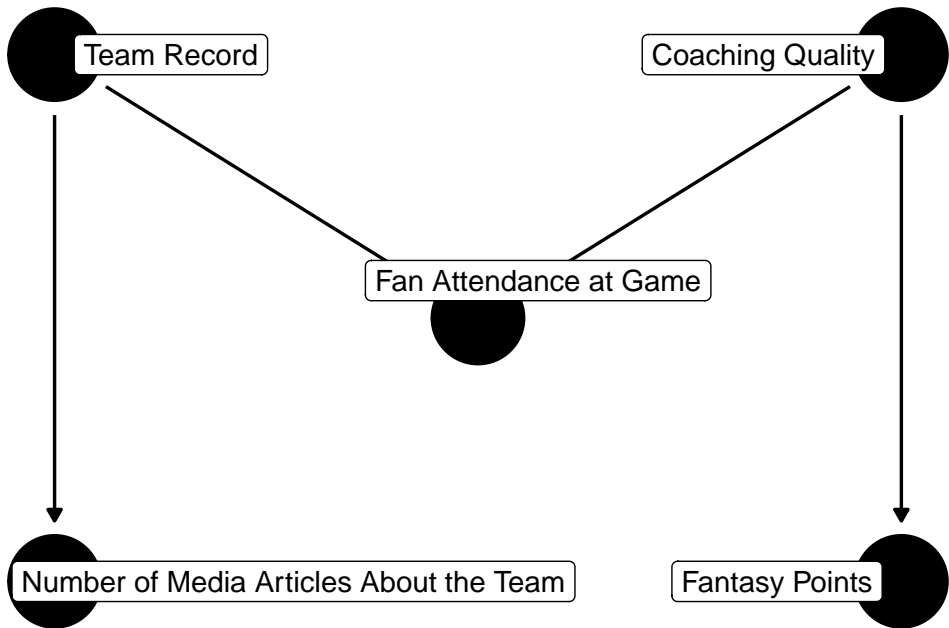 Team Record
Coaching Quality
Fan Attendance at Game
Number of Media Articles About the Team
Fantasy Points